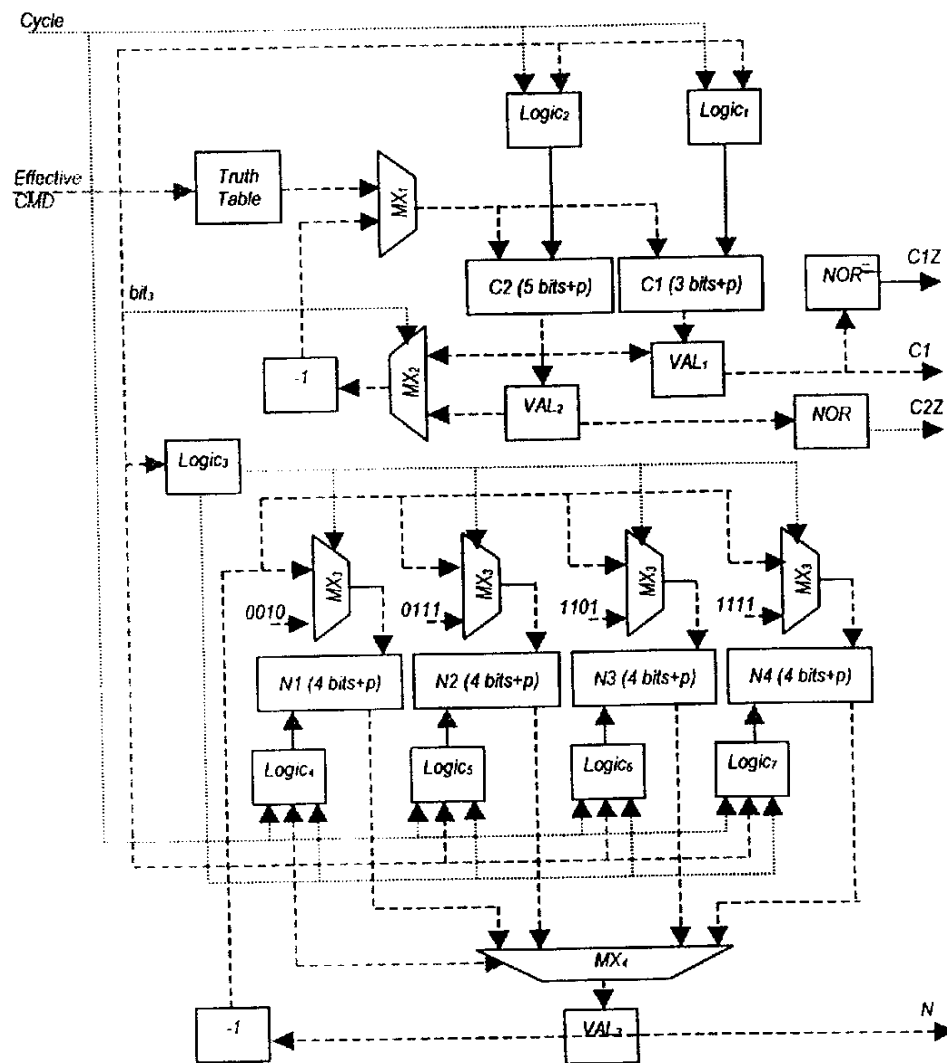 Cycle
Logic₂
Logic₁
Effective CMD
Truth Table
MX₁
C2 (5 bits+p)
C1 (3 bits+p)
NOR
C1Z
bit₃
MX₂
-1
VAL₁
C1
VAL₂
NOR
C2Z
Logic₃
MX₃
MX₃
MX₃
MX₃
0010
0111
1101
1111
N1 (4 bits+p)
N2 (4 bits+p)
N3 (4 bits+p)
N4 (4 bits+p)
Logic₄
Logic₅
Logic₆
Logic₇
MX₄
-1
VAL₃
N